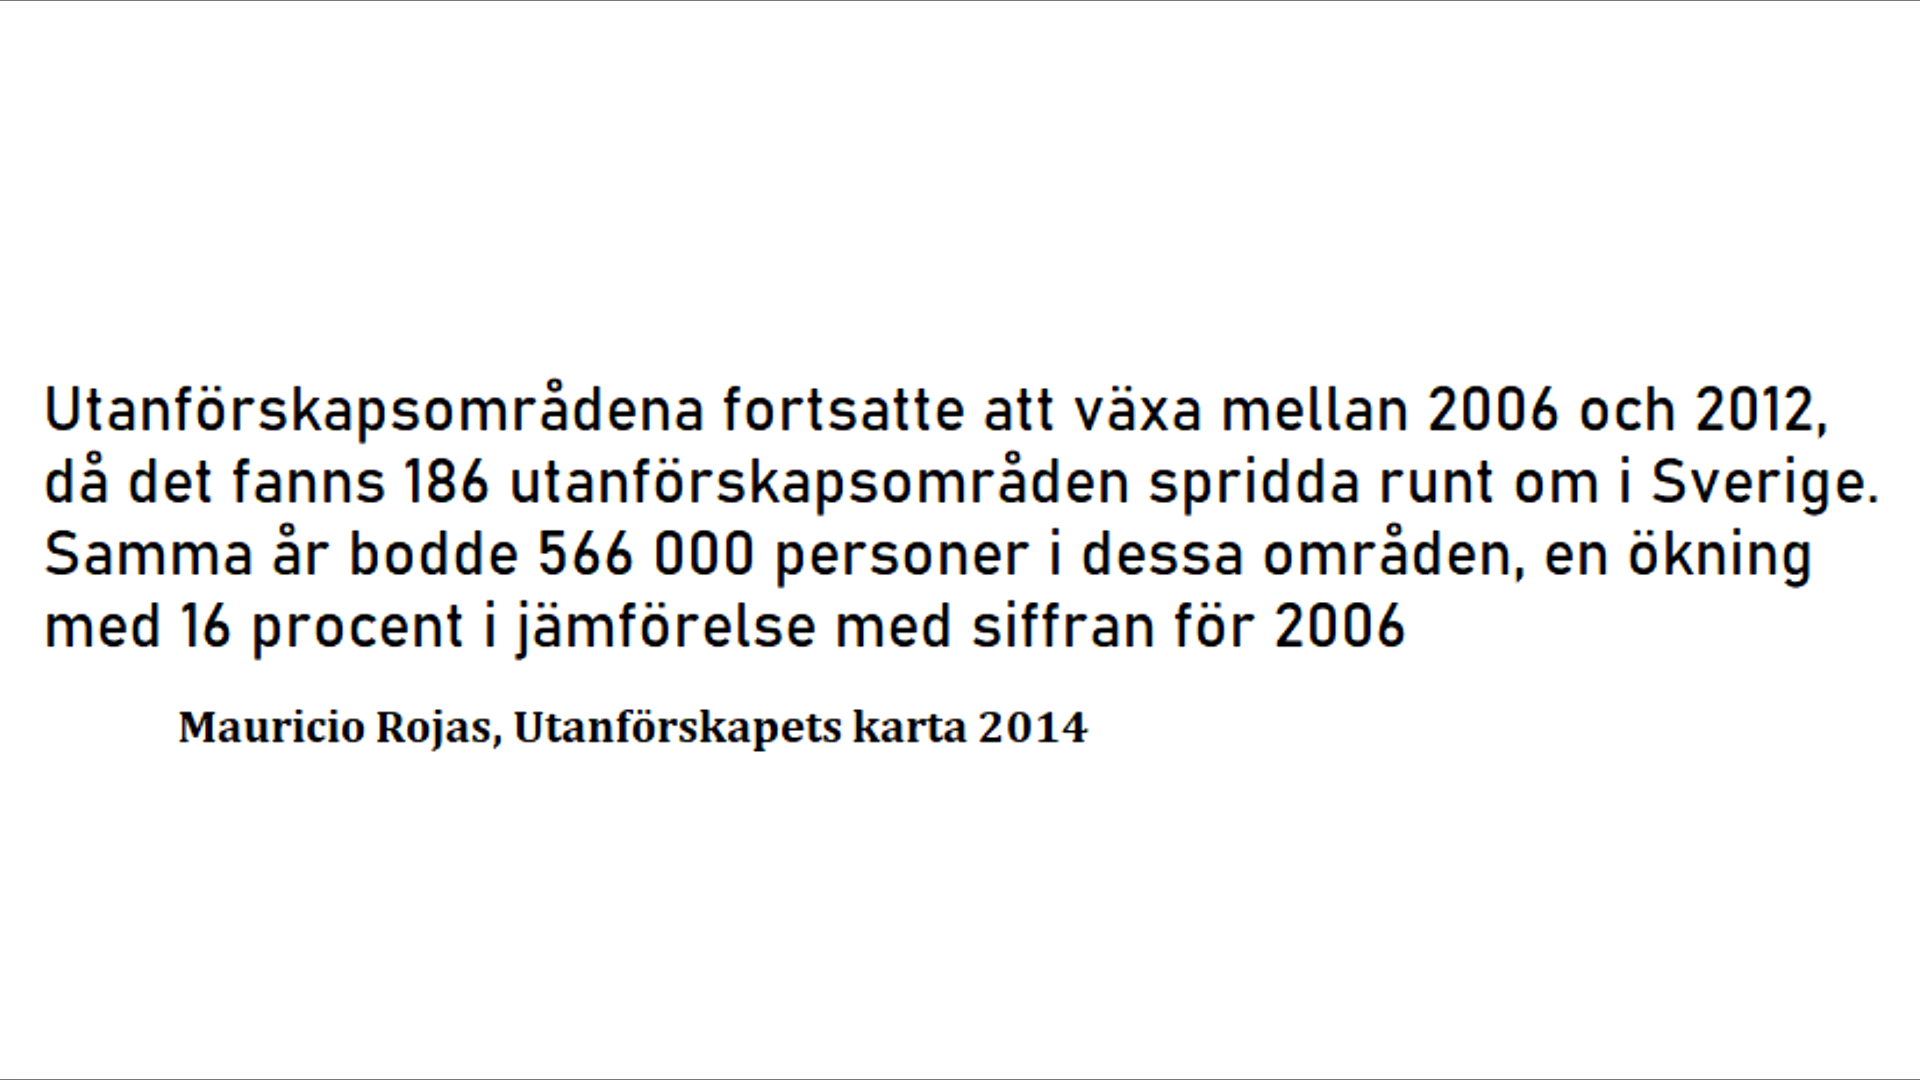 Utanförskapsområdena fortsatte att växa mellan 2006 och 2012,
då det fanns 186 utanförskapsområden spridda runt om i Sverige.
Samma år bodde 566 000 personer i dessa områden, en ökning
med 16 procent i jämförelse med siffran för 2006
Mauricio Rojas, Utanförskapets karta 2014